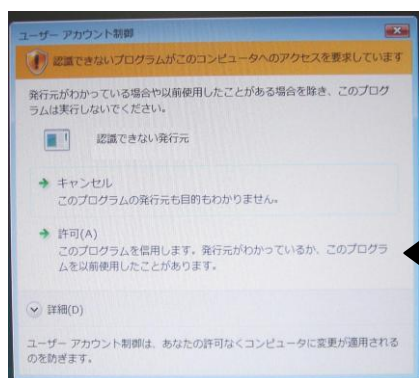 ユーザー アカウント制御
認識できないプログラムがこのコンピュータへのアクセスを要求しています
発行元がわかっている場合や以前使用したことがある場合を除き、このプログ
ラムは実行しないでください。
認識できない発行元
キャンセル
このプログラムの発行元も目的もわかりません。
許可(A)
このプログラムを信用します。発行元がわかっているか、このプログラ
ムを以前使用したことがあります。
詳細(D)
ユーザー アカウント制御は、あなたの許可なくコンピュータに変更が適用される
のを防ぎます。